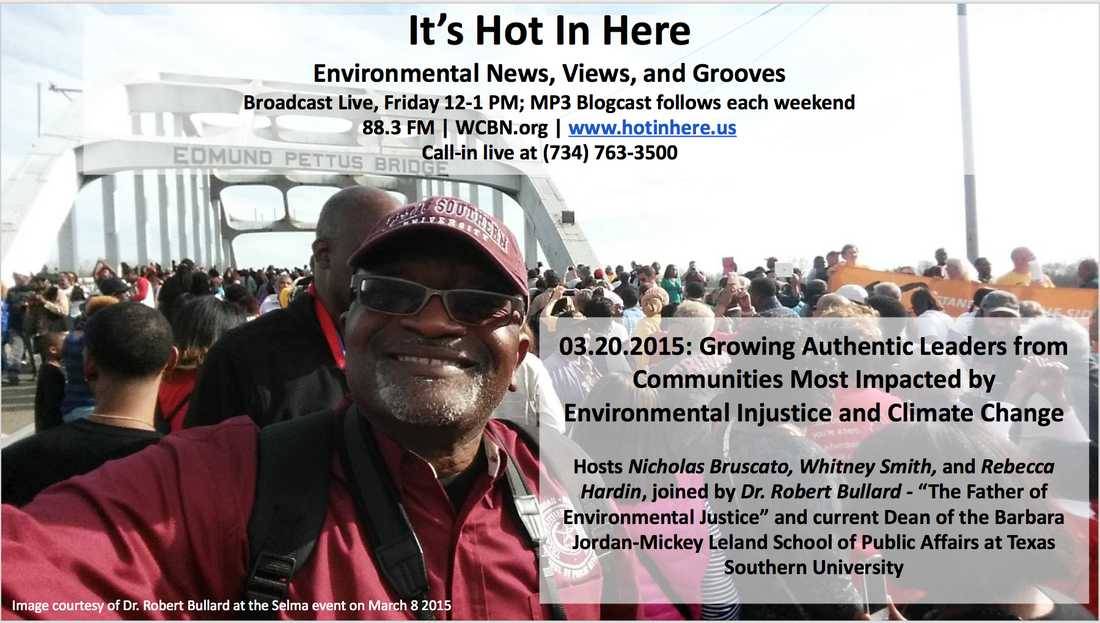 It's Hot In Here
Environmental News, Views, and Grooves
Broadcast Live, Friday 12-1 PM; MP3 Blogcast follows each weekend
88.3 FM | WCBN.org | www.hotinhere.us
Call-in live at (734) 763-3500
EDMUND PETTUS BRIDGE
SOUTHERN
UNIVERSITY
03.20.2015: Growing Authentic Leaders from
Communities Most Impacted by
Environmental Injustice and Climate Change
Hosts Nicholas Bruscato, Whitney Smith, and Rebecca
Hardin, joined by Dr. Robert Bullard - “The Father of
Environmental Justice” and current Dean of the Barbara
Jordan-Mickey Leland School of Public Affairs at Texas
Southern University
Image courtesy of Dr. Robert Bullard at the Selma event on March 8 2015